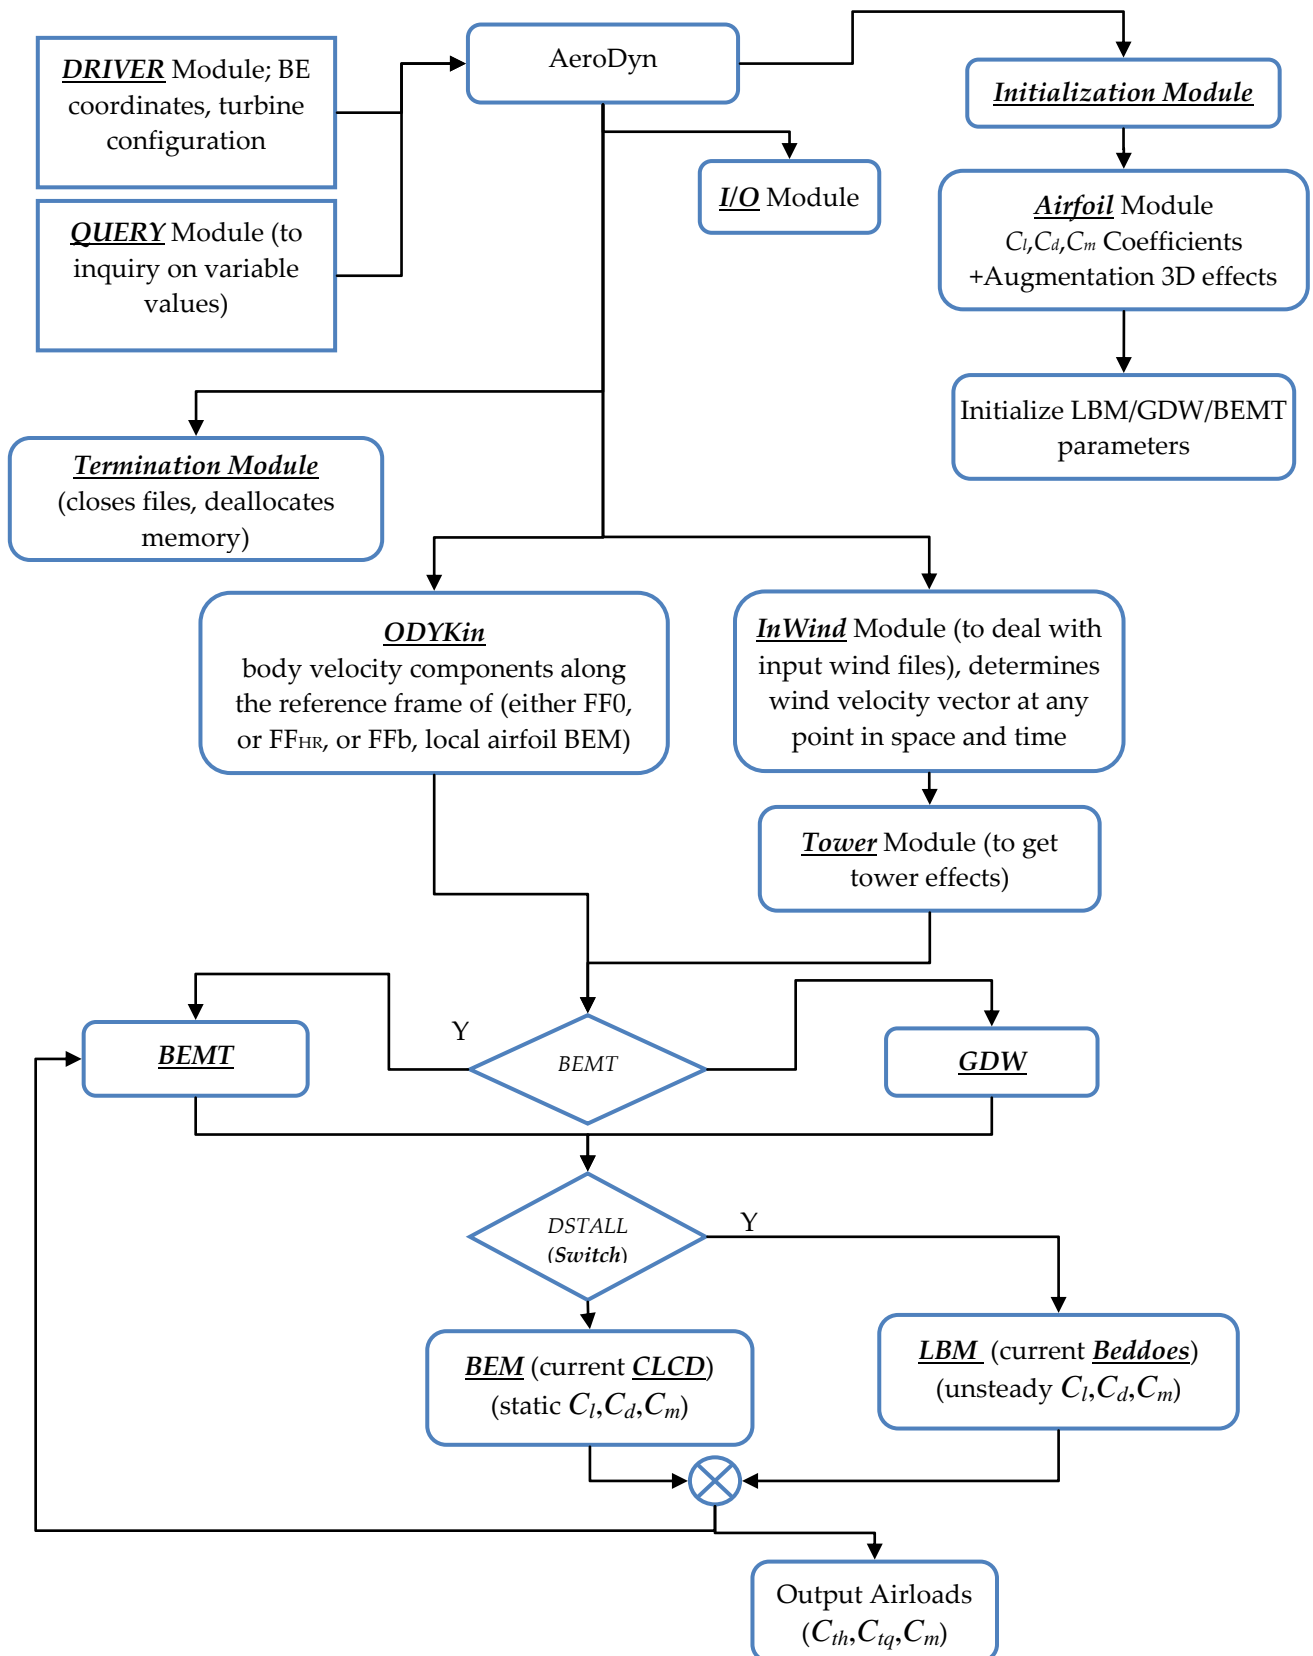 AeroDyn
DRIVER Module; BE
coordinates, turbine
configuration
Initialization Module
QUERY Module (to
inquiry on variable
values)
I/O Module
Airfoil Module
Cl,Cd,Cm Coefficients
+Augmentation 3D effects
Initialize LBM/GDW/BEMT
parameters
Termination Module
(closes files, deallocates
memory)
ODYKin
body velocity components along
the reference frame of (either FF0,
or FFHR, or FFb, local airfoil BEM)
InWind Module (to deal with
input wind files), determines
wind velocity vector at any
point in space and time
Tower Module (to get
tower effects)
Y
BEMT
BEMT
GDW
DSTALL
(Switch)
Y
BEM (current CLCD)
(static Cl,Cd,Cm)
LBM (current Beddoes)
(unsteady Cl,Cd,Cm)
Output Airloads
(Cth,Ctq,Cm)